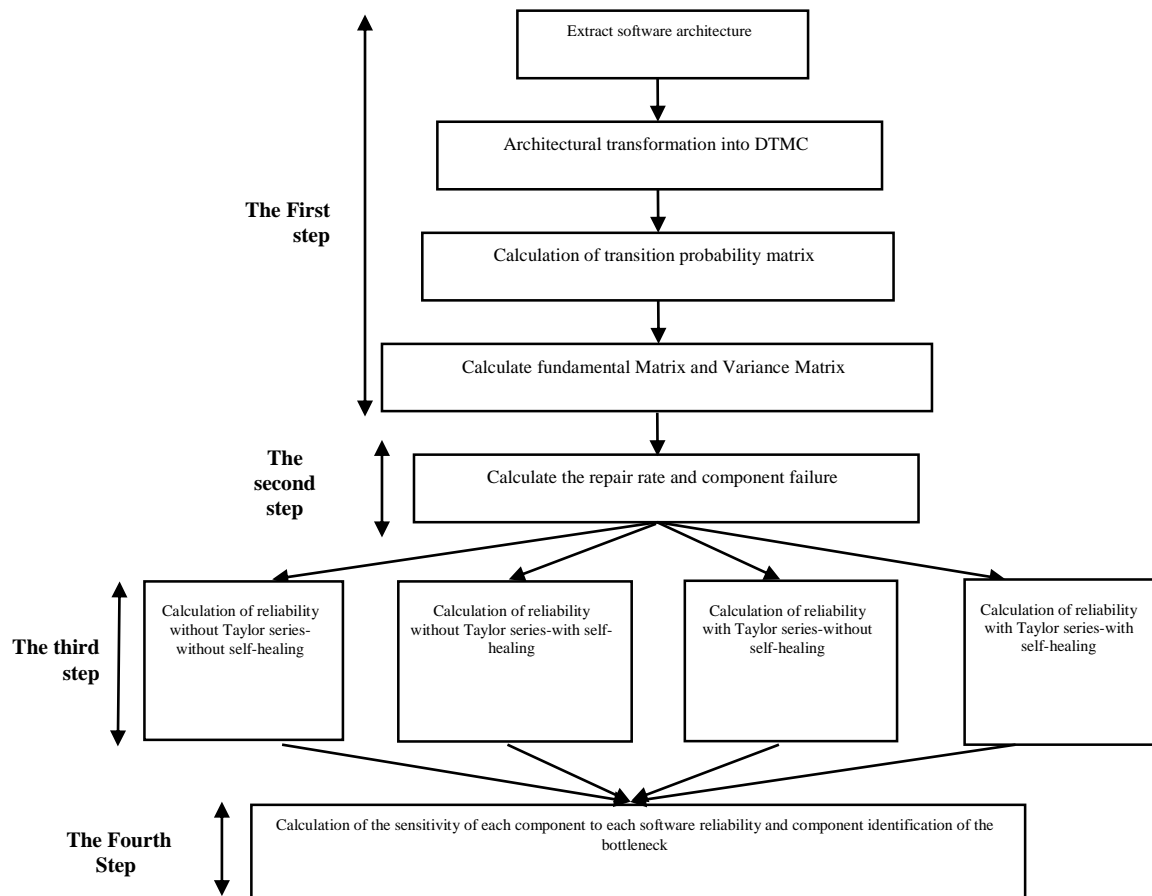 Extract software architecture
Architectural transformation into DTMC
The First
step
Calculation of transition probability matrix
Calculate fundamental Matrix and Variance Matrix
The
second
step
Calculate the repair rate and component failure
The third
step
Calculation of reliability
without Taylor series-
without self-healing
Calculation of reliability
without Taylor series-with self-
healing
Calculation of reliability
with Taylor series-without
self-healing
Calculation of reliability
with Taylor series-with
self-healing
The Fourth
Step
Calculation of the sensitivity of each component to each software reliability and component identification of the
bottleneck